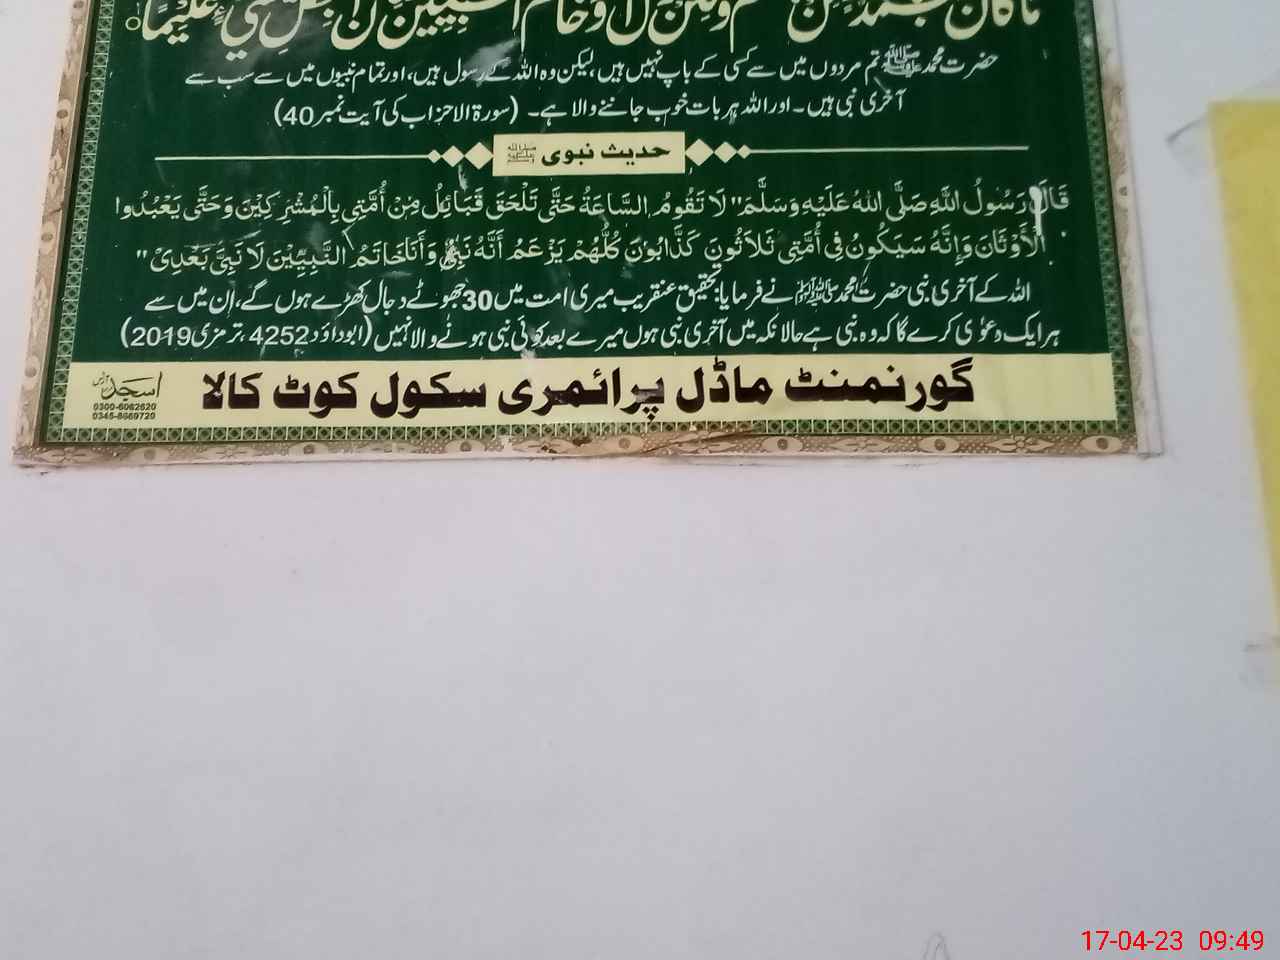 حضرت محمد ﷺ تم مردوں میں سے کسی کے باپ نہیں ہیں، لیکن وہ اللہ کے رسول ہیں، اور تمام نبیوں میں سے سب سے
آخری نبی ہیں۔ اور اللہ ہر بات خوب جاننے والا ہے۔ (سورۃ الاحزاب کی آیت نمبر 40)
حدیث نبوی ﷺ
قَالَ رَسُولُ اللَّهِ صَلَّى اللهُ عَلَيْهِ وَسَلَّمَ" لَا تَقُومُ السَّاعَةُ حَتَّى تَلْحَقَ قَبَائِلُ مِنْ أُمَّتِي بِالْمُشْرِكِيْنَ وَحَتَّى يَعْبُدُوا
الْأَوْثَانَ وَإِنَّهُ سَيَكُونُ فِي أُمَّتِي ثَلَاثُونَ كَذَّابُونَ كُلُّهُمْ يَزْعَمُ أَنَّهُ نَبِيٌّ وَأَنَا خَاتَمُ النَّبِيِّيْنَ لَا نَبِيَّ بَعْدِيْ"
اللہ کے آخری نبی حضرت محمد ﷺ نے فرمایا: تحقیق عنقریب میری امت میں 30 جھوٹے دجال کھڑے ہوں گے، اِن میں سے
ہر ایک دعوٰی کرے گا کہ وہ نبی ہے حالانکہ میں آخری نبی ہوں میرے بعد کوئی نبی ہونے والا نہیں (ابوداؤد 4252، ترمزی 2019)
گورنمنٹ ماڈل پرائمری سکول کوٹ کالا
اسجد آرٹس
0300-6062620
0345-8669720
17-04-23 09:49